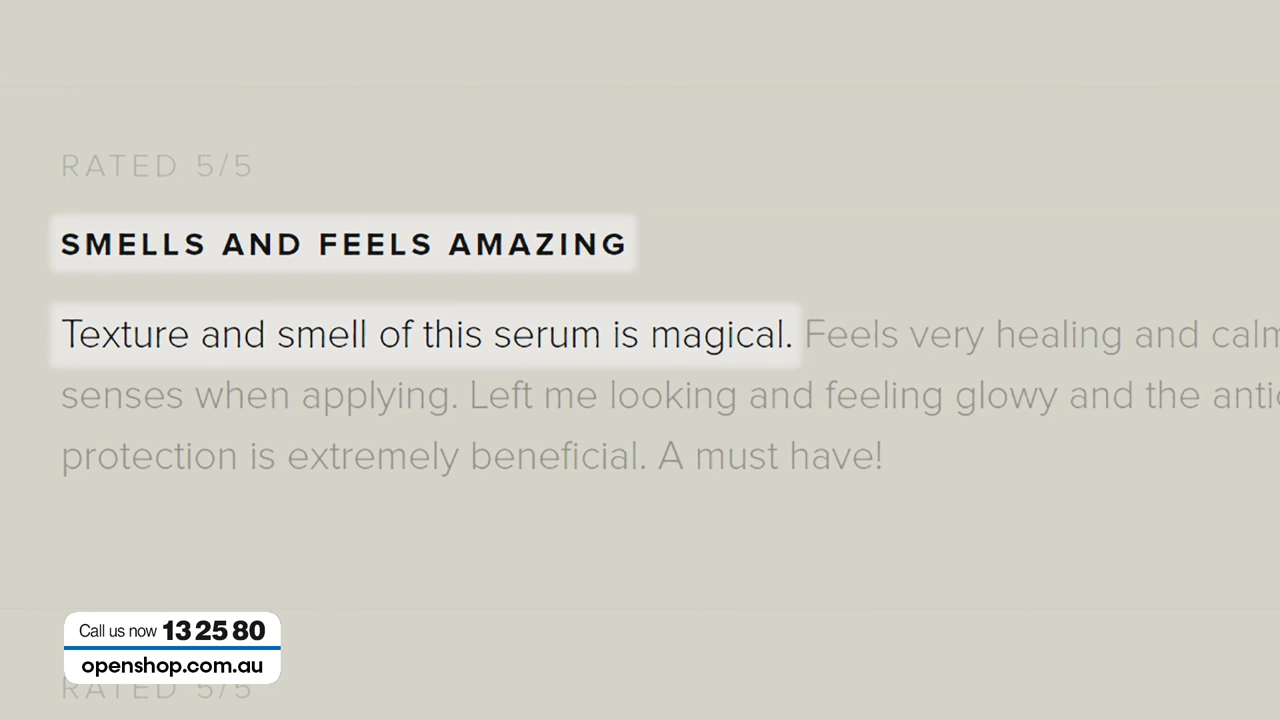 RATED 5/5
SMELLS AND FEELS AMAZING
Texture and smell of this serum is magical. Feels very healing and
senses when applying. Left me looking and feeling glowy and the
protection is extremely beneficial. A must have!
Call us now 13 25 80
openshop.com.au
RATED 5/5